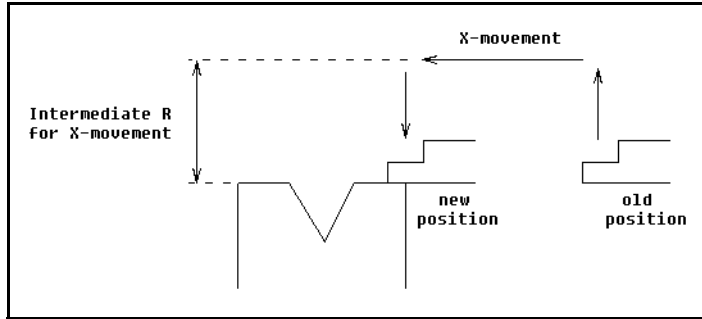 X-movement
Intermediate R
for X-movement
new
position
old
position